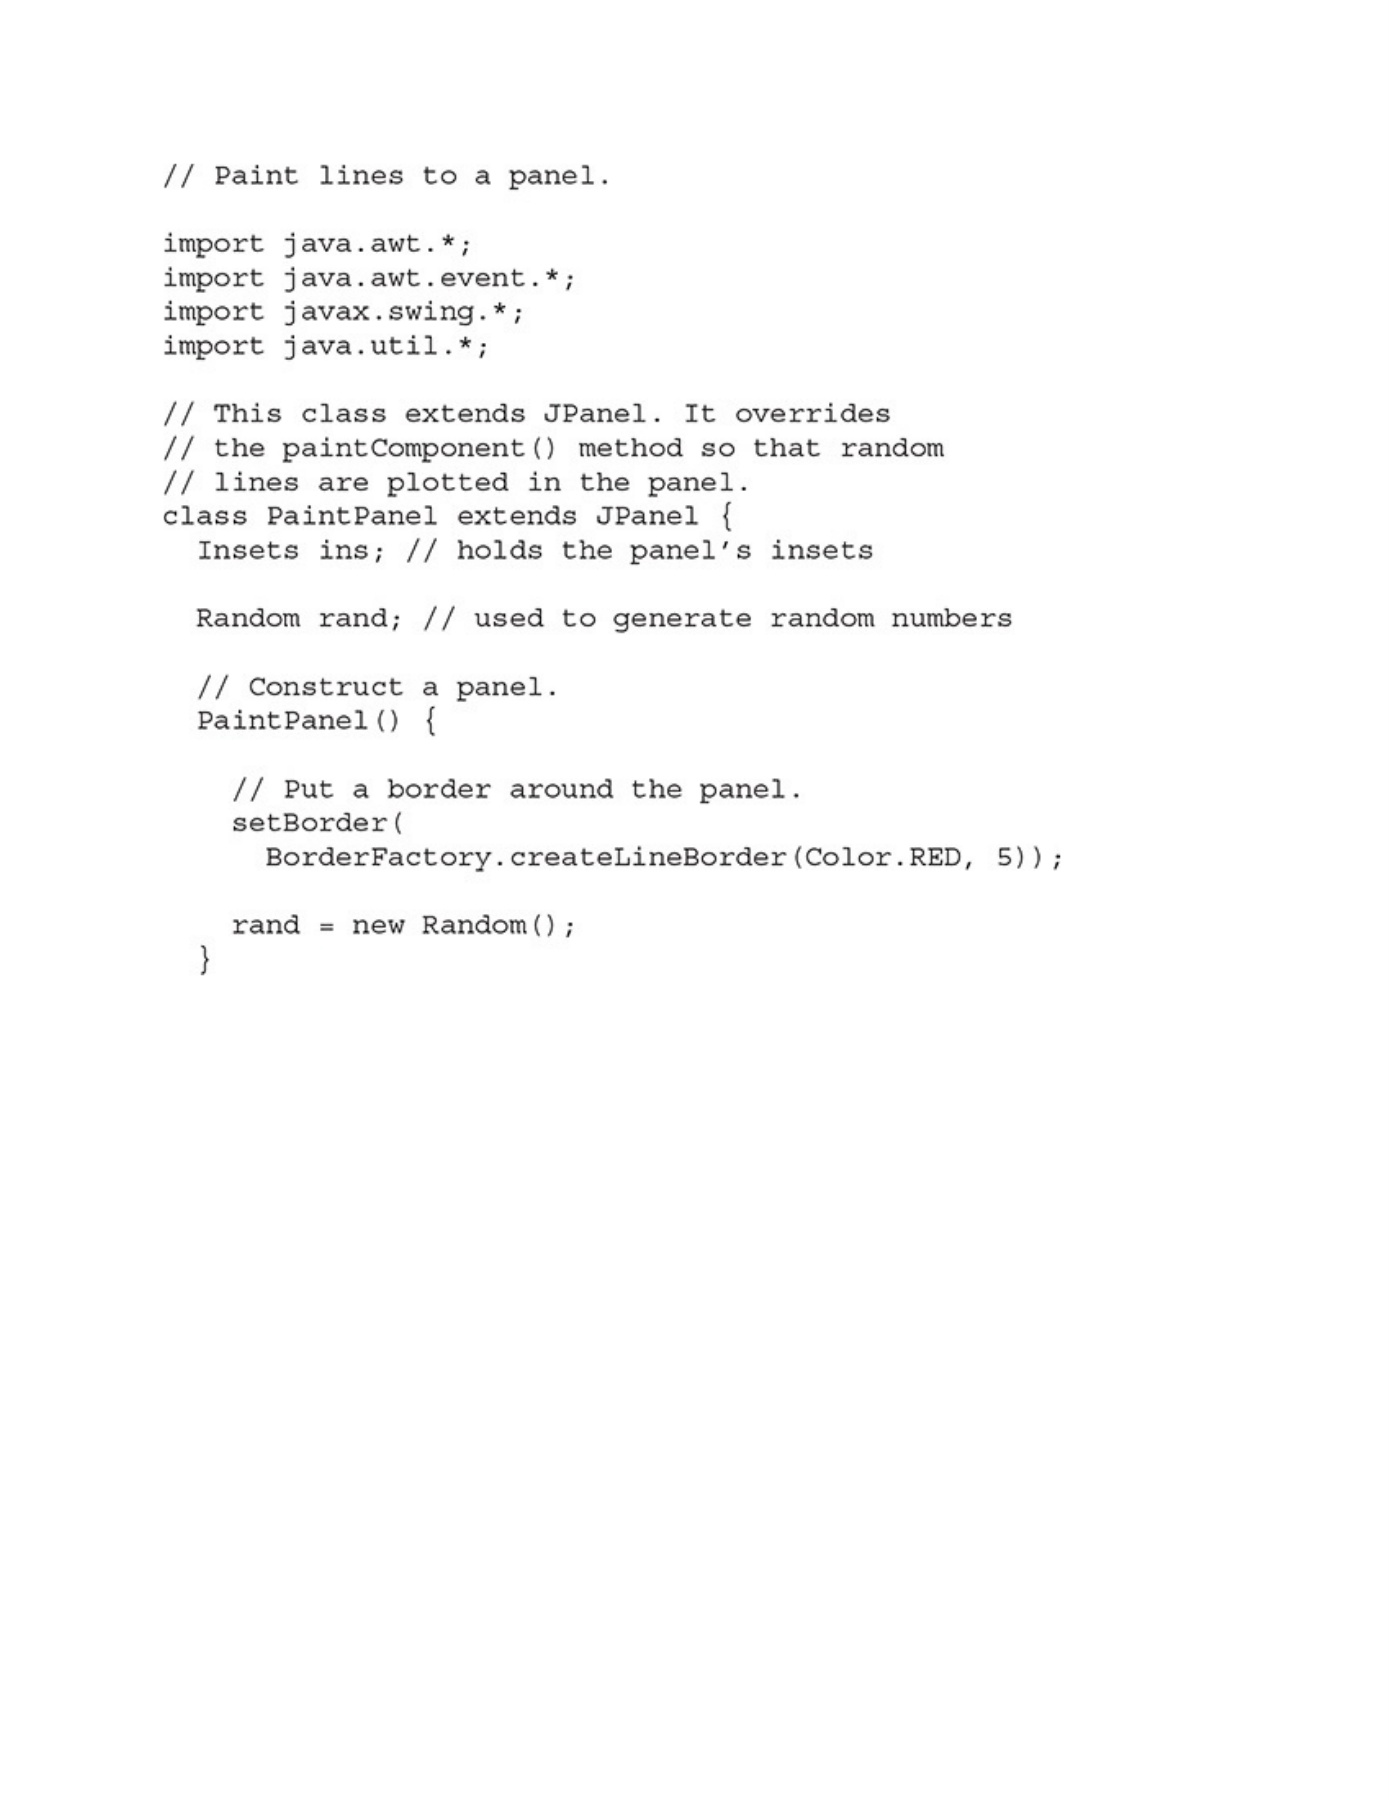 // Paint lines to a panel.

import java.awt.*;
import java.awt.event.*;
import javax.swing.*;
import java.util.*;

// This class extends JPanel. It overrides
// the paintComponent() method so that random
// lines are plotted in the panel.
class PaintPanel extends JPanel {
  Insets ins; // holds the panel’s insets

  Random rand; // used to generate random numbers

  // Construct a panel.
  PaintPanel() {

    // Put a border around the panel.
    setBorder(
      BorderFactory.createLineBorder(Color.RED, 5));

    rand = new Random();
  }